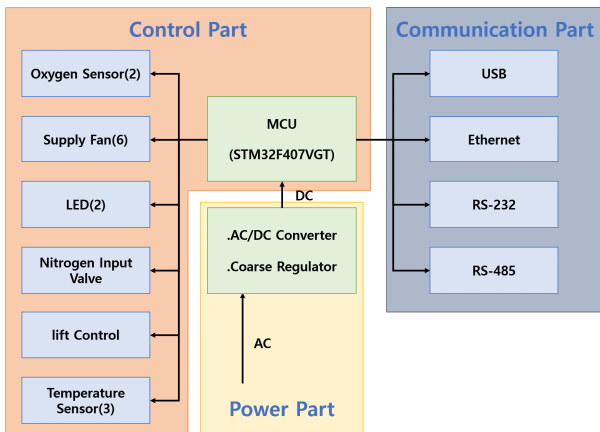 Control Part
Oxygen Sensor(2)
Supply Fan(6)
LED(2)
Nitrogen Input
Valve
lift Control
Temperature
Sensor(3)
MCU
(STM32F407VGT)
DC
.AC/DC Converter
.Coarse Regulator
AC
Power Part
Communication Part
USB
Ethernet
RS-232
RS-485